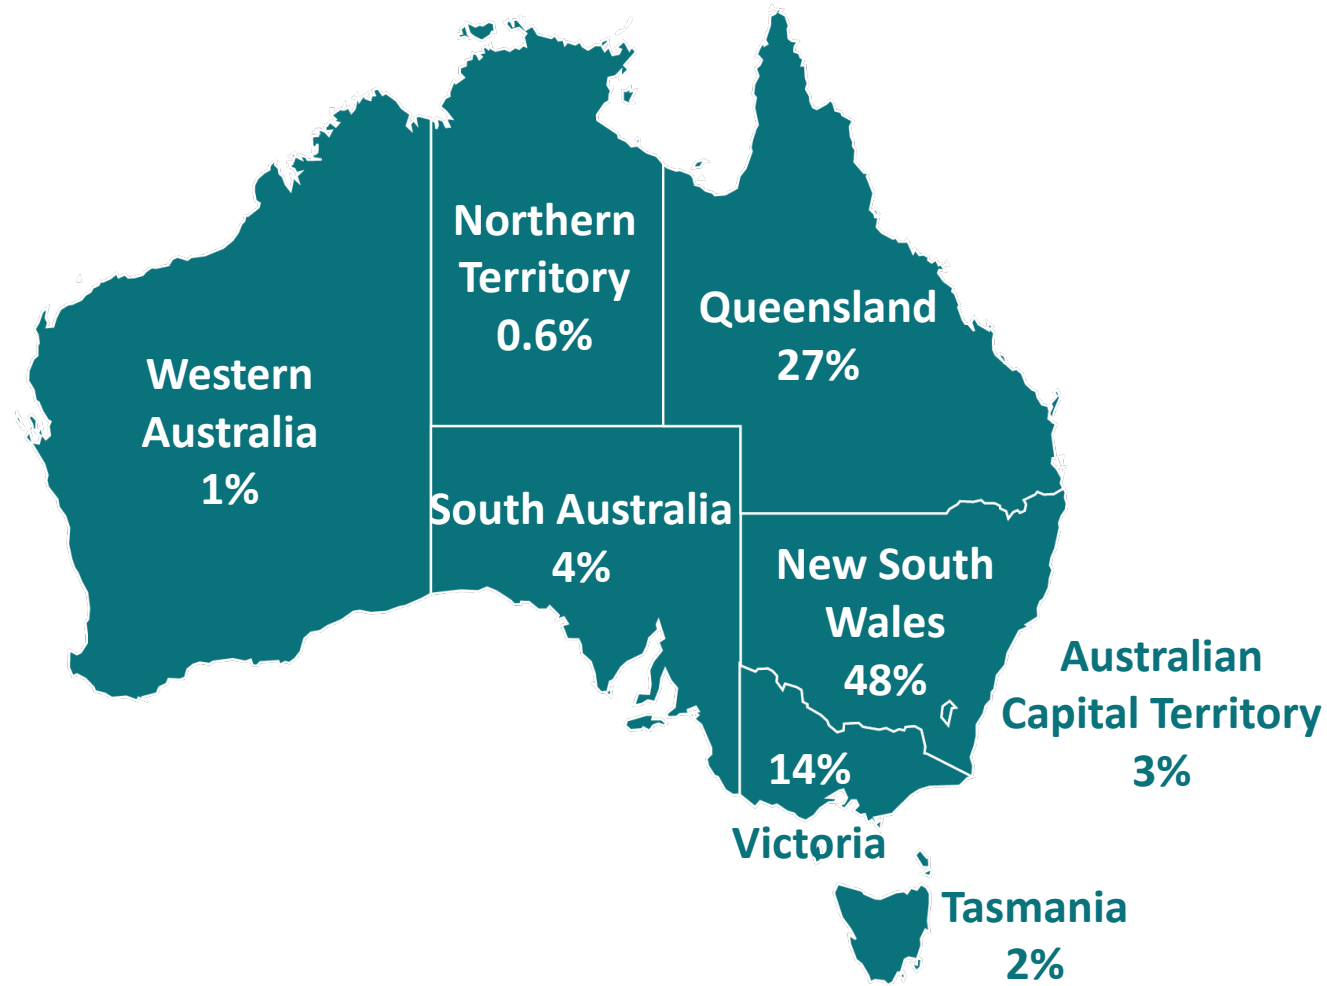 Northern
Territory
0.6%
Queensland
27%
Western
Australia
1%
South Australia
4%
New South
Wales
48%
Australian
Capital Territory
3%
14%
Victoria
Tasmania
2%